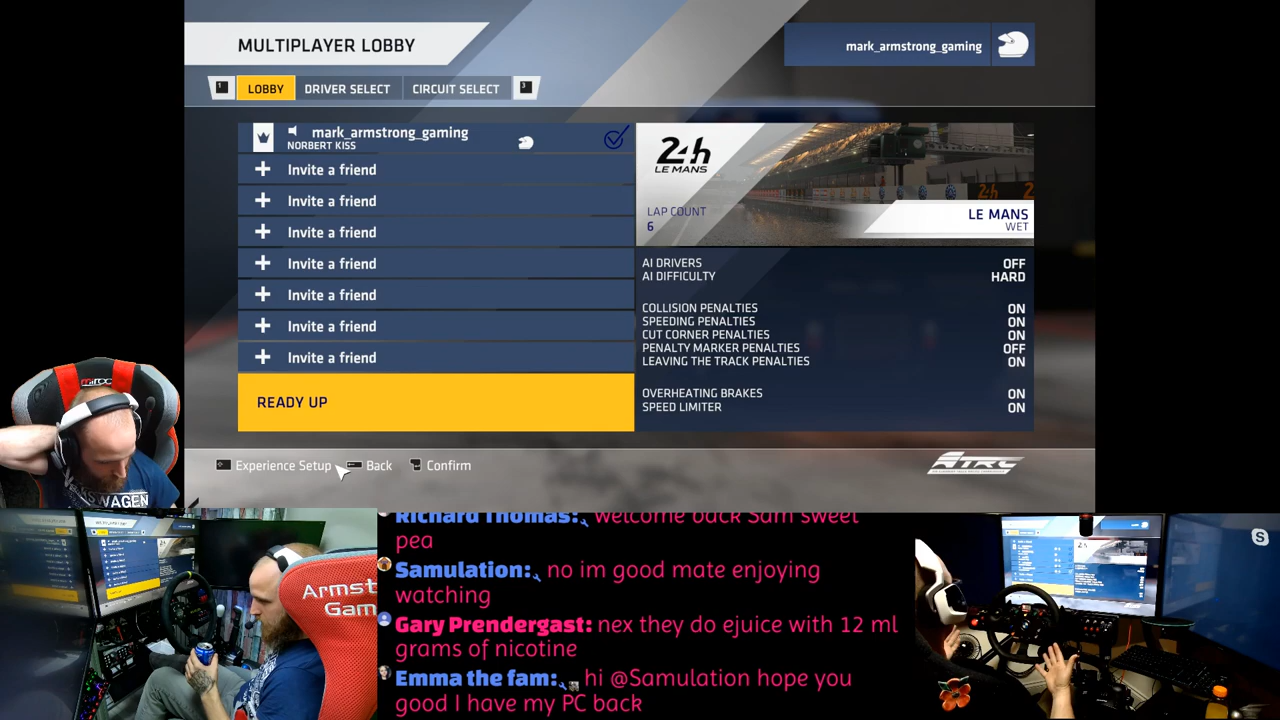 MULTIPLAYER LOBBY
mark_armstrong_gaming
1 LOBBY DRIVER SELECT CIRCUIT SELECT 3
mark_armstrong_gaming
NORBERT KISS
Invite a friend
Invite a friend
Invite a friend
Invite a friend
Invite a friend
Invite a friend
Invite a friend
READY UP
24h
LE MANS
LAP COUNT
6
LE MANS
WET
AI DRIVERS OFF
AI DIFFICULTY HARD
COLLISION PENALTIES ON
SPEEDING PENALTIES ON
CUT CORNER PENALTIES ON
PENALTY MARKER PENALTIES OFF
LEAVING THE TRACK PENALTIES ON
OVERHEATING BRAKES ON
SPEED LIMITER ON
Experience Setup Back Confirm
Richard Thomas: welcome back Sam sweet
pea
Samulation: no im good mate enjoying
watching
Gary Prendergast: nex they do ejuice with 12 ml
grams of nicotine
Emma the fam: hi @Samulation hope you
good I have my PC back
Armst
Gam